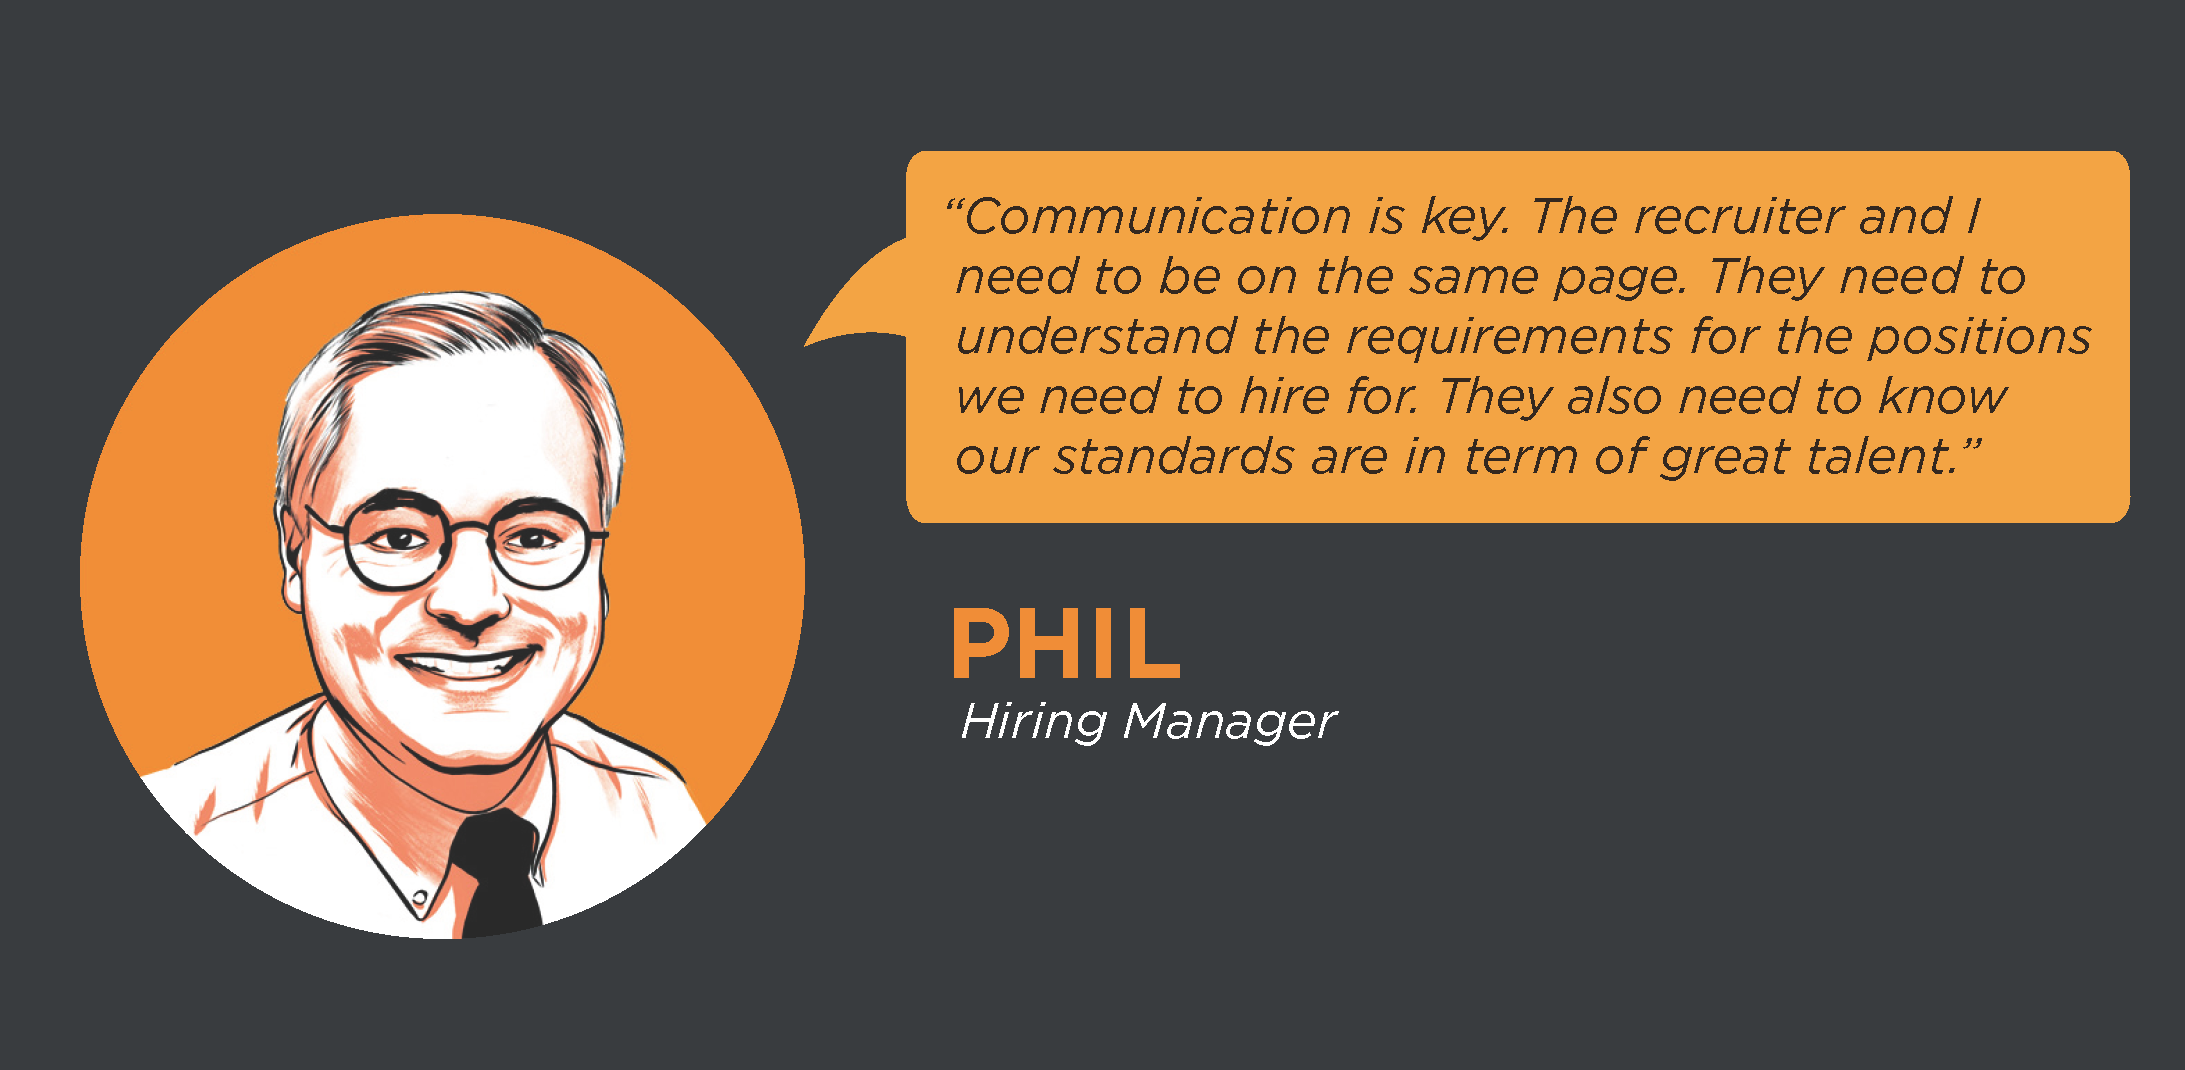 “Communication is key. The recruiter and I
need to be on the same page. They need to
understand the requirements for the positions
we need to hire for. They also need to know
our standards are in term of great talent.”
PHIL
Hiring Manager